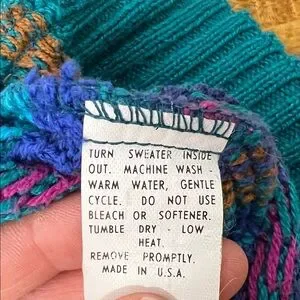 TURN SWEATER INSIDE
OUT. MACHINE WASH -
WARM WATER, GENTLE
CYCLE. DO NOT USE
BLEACH OR SOFTENER.
TUMBLE DRY - LOW
HEAT.
REMOVE PROMPTLY.
MADE IN U.S.A.